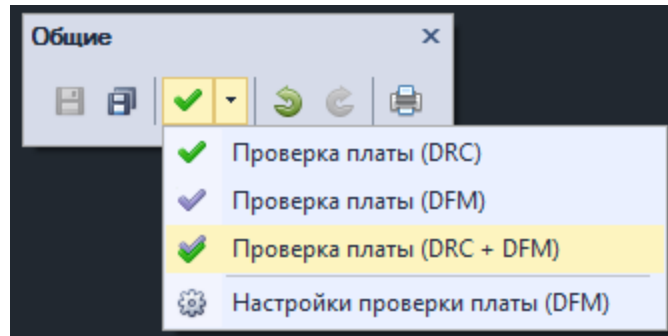 Общие
Проверка платы (DRC)
Проверка платы (DFM)
Проверка платы (DRC + DFM)
Настройки проверки платы (DFM)